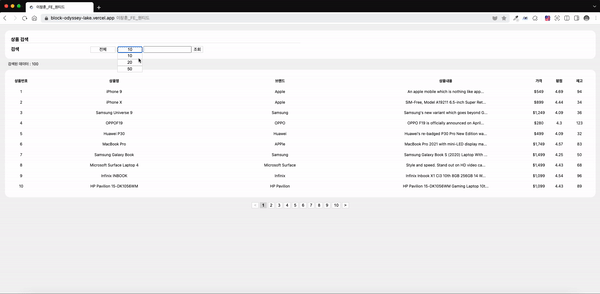 이찬호_FE_원티드
block-odyssey-lake.vercel.app 이찬호_FE_원티드
상품 검색
검색 전체 10 조회
10
20
50
검색된 데이터 : 100
상품번호 상품명 브랜드 상품내용 가격 평점 재고
1 iPhone 9 Apple An apple mobile which is nothing like app... $549 4.69 94
2 iPhone X Apple SIM-Free, Model A19211 6.5-inch Super Ret... $899 4.44 34
3 Samsung Universe 9 Samsung Samsung's new variant which goes beyond G... $1,249 4.09 36
4 OPPOF19 OPPO OPPO F19 is officially announced on April... $280 4.3 123
5 Huawei P30 Huawei Huawei's re-badged P30 Pro New Edition wa... $499 4.09 32
6 MacBook Pro APPle MacBook Pro 2021 with mini-LED display ma... $1,749 4.57 83
7 Samsung Galaxy Book Samsung Samsung Galaxy Book S (2020) Laptop With ... $1,499 4.25 50
8 Microsoft Surface Laptop 4 Microsoft Surface Style and speed. Stand out on HD video ca... $1,499 4.43 68
9 Infinix INBOOK Infinix Infinix Inbook X1 Ci3 10th 8GB 256GB 14 W... $1,099 4.54 96
10 HP Pavilion 15-DK1056WM HP Pavilion HP Pavilion 15-DK1056WM Gaming Laptop 10t... $1,099 4.43 89
< 1 2 3 4 5 6 7 8 9 10 >